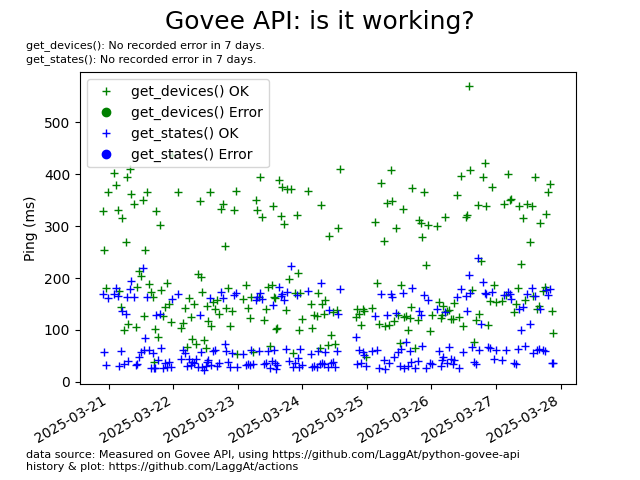 Govee API: is it working?
get_devices(): No recorded error in 7 days.
get_states(): No recorded error in 7 days.
get_devices() OK
get_devices() Error
get_states() OK
get_states() Error
Ping (ms)
500
400
300
200
100
0
2025-03-21
2025-03-22
2025-03-23
2025-03-24
2025-03-25
2025-03-26
2025-03-27
2025-03-28
data source: Measured on Govee API, using https://github.com/LaggAt/python-govee-api
history & plot: https://github.com/LaggAt/actions